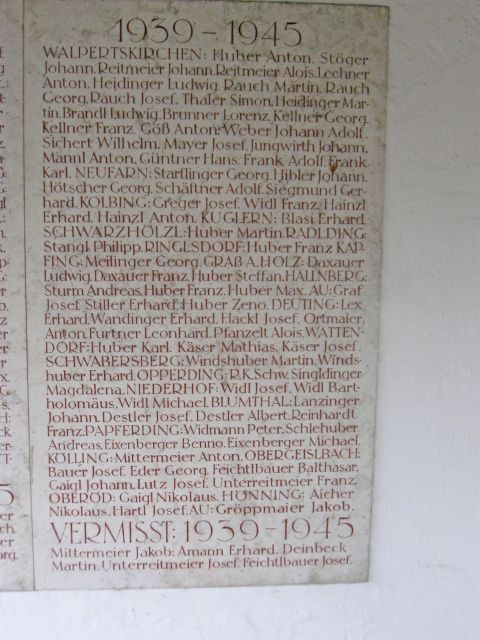 1939 - 1945
WALPERTSKIRCHEN: Huber Anton. Stöger
Johann. Reitmeier Johann. Reitmeier Alois. Lechner
Anton. Heidinger Ludwig. Rauch Martin. Rauch
Georg. Rauch Josef. Thaler Simon. Heidinger Mar-
tin. Brandl Ludwig. Brunner Lorenz. Kellner Georg.
Kellner Franz. Göß Anton. Weber Johann Adolf.
Sichert Wilhelm. Mayer Josef. Jungwirth Johann.
Männl Anton. Güntner Hans. Frank Adolf. Frank
Karl. NEUFARN: Starflinger Georg. Hibler Johann.
Hötscher Georg. Schäftner Adolf. Siegmund Ger-
hard. KOLBING: Greger Josef. Widl Franz. Hainzl
Erhard. Hainzl Anton. KUGLERN: Blasi Erhard.
SCHWARZHÖLZL: Huber Martin. RADLDING:
Stangl Philipp. RINGLSDORF: Huber Franz KAP-
FING: Meilinger Georg. GRAß A. HOLZ: Daxauer
Ludwig. Daxauer Franz. Huber Steffan. HALLNBERG:
Sturm Andreas. Huber Franz. Huber Max. AU: Graf
Josef. Stiller Erhard. Huber Zeno. DEUTING: Lex
Erhard. Wandinger Erhard. Hackl Josef. Ortmaier
Anton. Furtner Leonhard. Pfanzelt Alois. WATTEN-
DORF: Huber Karl. Käser Mathias. Käser Josef.
SCHWABERSBERG: Windshuber Martin. Winds-
huber Erhard. OPPERDING: R.K. Schw. Singldinger
Magdalena. NIEDERHOF: Widl Josef. Widl Bart-
holomäus. Widl Michael. BLUMTHAL: Lanzinger
Johann. Destler Josef. Destler Albert. Reinhardt
Franz. PAPFERDING: Widmann Peter. Schlehuber
Andreas. Eixenberger Benno. Eixenberger Michael.
KÖLLING: Mittermeier Anton. OBERGEISLBACH:
Bauer Josef. Eder Georg. Feichtlbauer Balthasar.
Gaigl Johann. Lutz Josef. Unterreitmeier Franz.
OBERÖD: Gaigl Nikolaus. HÖNNING: Aicher
Nikolaus. Hartl Josef. AU: Gröppmaier Jakob.
VERMISST: 1939 - 1945
Mittermeier Jakob. Amann Erhard. Deinbeck
Martin. Unterreitmeier Josef. Feichtlbauer Josef.